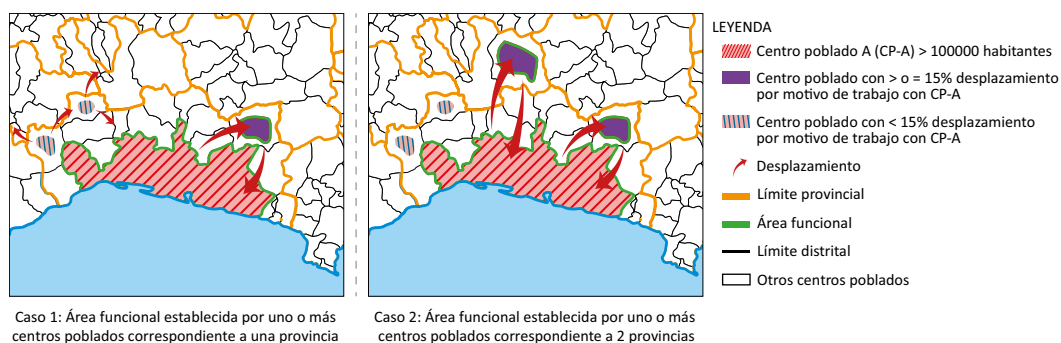 LEYENDA
Centro poblado A (CP-A) > 100000 habitantes
Centro poblado con > o = 15% desplazamiento
por motivo de trabajo con CP-A
Centro poblado con < 15% desplazamiento
por motivo de trabajo con CP-A
Desplazamiento
Límite provincial
Área funcional
Límite distrital
Otros centros poblados
Caso 1: Área funcional establecida por uno o más
centros poblados correspondiente a una provincia
Caso 2: Área funcional establecida por uno o más
centros poblados correspondiente a 2 provincias